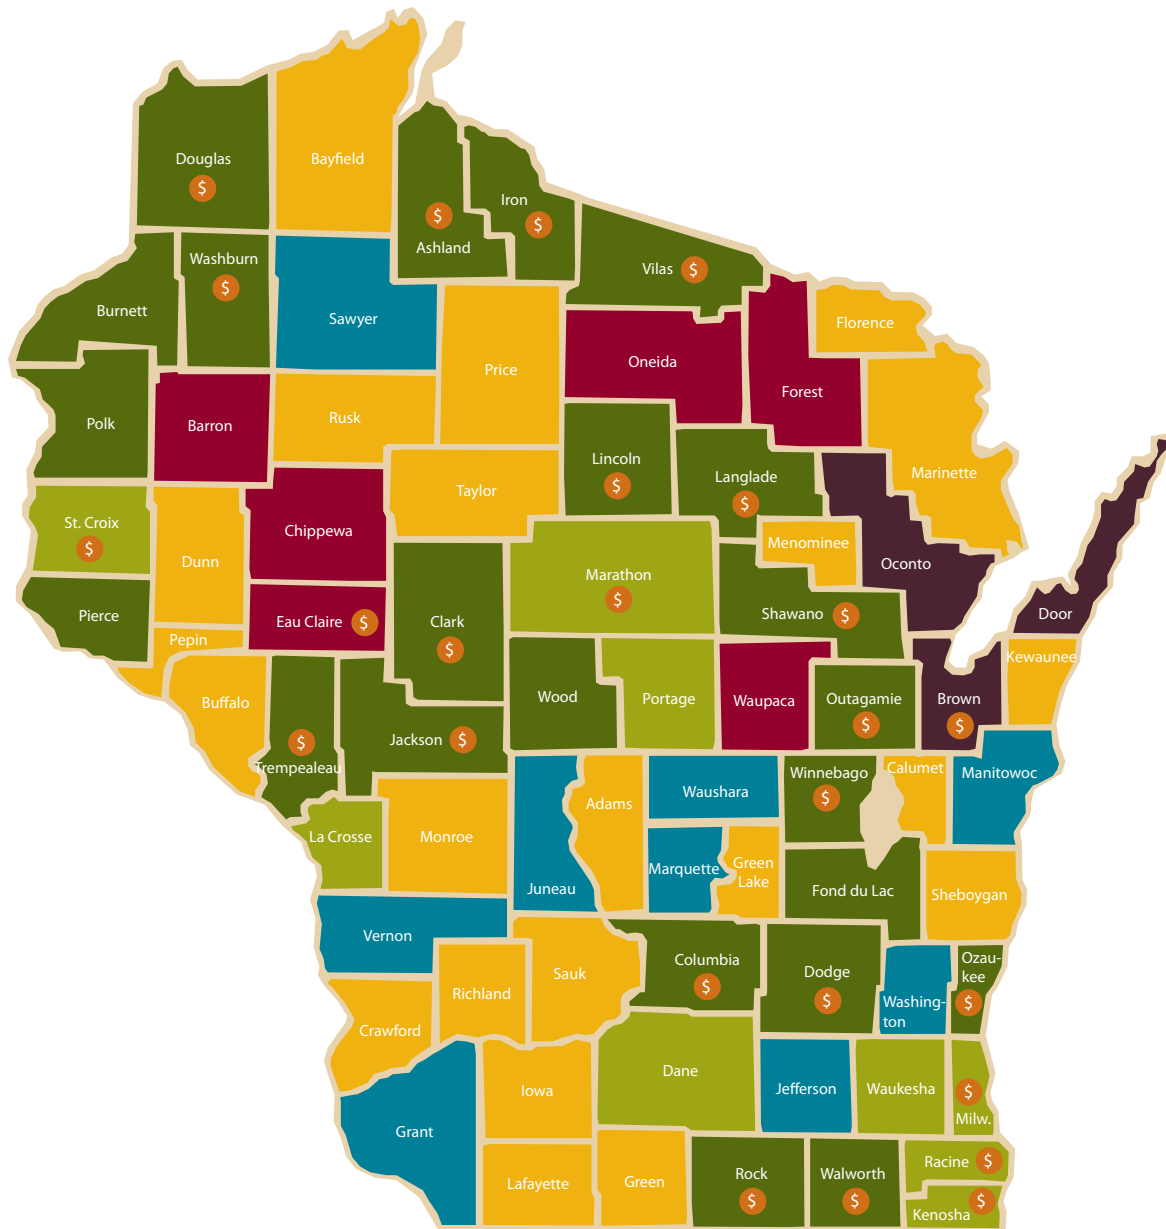 Douglas
$
Bayfield
$
Ashland
Iron
$
Vilas $
Washburn
$
Burnett
Sawyer
Florence
Price
Oneida
Forest
Polk
Barron
Rusk
Lincoln
$
Langlade
$
Marinette
Taylor
St. Croix
$
Chippewa
Dunn
Menominee
Oconto
Marathon
$
Pierce
Eau Claire $
Clark
$
Shawano $
Door
Pepin
Kewaunee
Buffalo
Wood
Portage
Waupaca
Outagamie
$
Brown
$
$
Trempealeau
Jackson $
Winnebago
$
Calumet
Manitowoc
Waushara
Adams
La Crosse
Monroe
Juneau
Marquette
Green
Lake
Fond du Lac
Sheboygan
Vernon
Columbia
$
Dodge
$
Ozau-
kee
$
Washing-
ton
Sauk
Richland
Crawford
Dane
Iowa
Jefferson
Waukesha
$
Milw.
Grant
Lafayette
Green
Rock
$
Walworth
$
Racine $
$
Kenosha